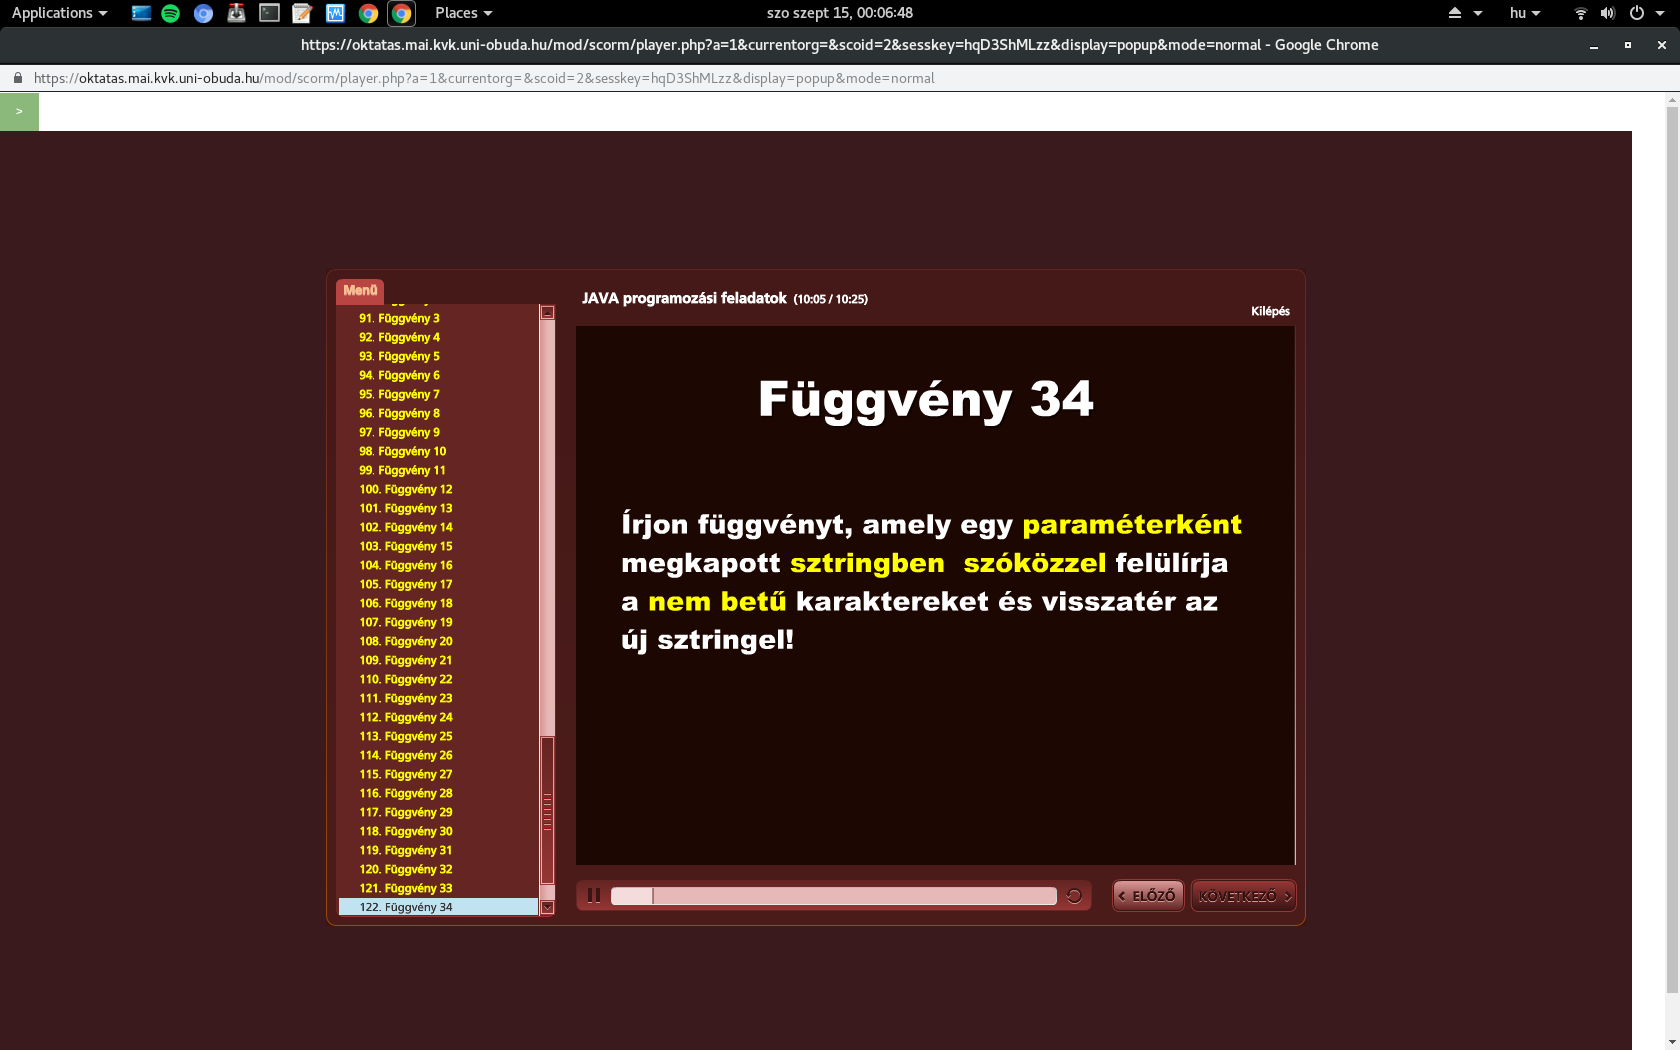 Applications
Places
szo szept 15, 00:06:48
hu
https://oktatas.mai.kvk.uni-obuda.hu/mod/scorm/player.php?a=1&currentorg=&scoid=2&sesskey=hqD3ShMLzz&display=popup&mode=normal - Google Chrome
https://oktatas.mai.kvk.uni-obuda.hu/mod/scorm/player.php?a=1&currentorg=&scoid=2&sesskey=hqD3ShMLzz&display=popup&mode=normal
>
Menü
91. Függvény 3
92. Függvény 4
93. Függvény 5
94. Függvény 6
95. Függvény 7
96. Függvény 8
97. Függvény 9
98. Függvény 10
99. Függvény 11
100. Függvény 12
101. Függvény 13
102. Függvény 14
103. Függvény 15
104. Függvény 16
105. Függvény 17
106. Függvény 18
107. Függvény 19
108. Függvény 20
109. Függvény 21
110. Függvény 22
111. Függvény 23
112. Függvény 24
113. Függvény 25
114. Függvény 26
115. Függvény 27
116. Függvény 28
117. Függvény 29
118. Függvény 30
119. Függvény 31
120. Függvény 32
121. Függvény 33
122. Függvény 34
JAVA programozási feladatok (10:05 / 10:25)
Kilépés
Függvény 34
Írjon függvényt, amely egy paraméterként
megkapott sztringben szóközzel felülírja
a nem betű karaktereket és visszatér az
új sztringel!
< ELŐZŐ
KÖVETKEZŐ >